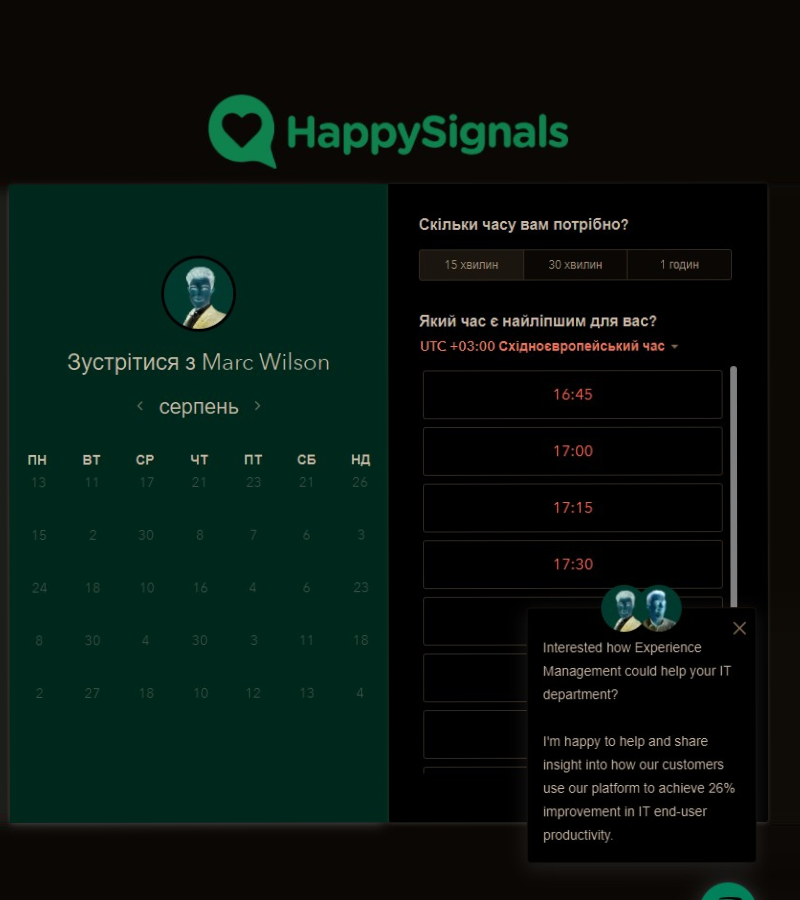 HappySignals
Зустрітися з Marc Wilson
серпень
ПН ВТ СР ЧТ ПТ СБ НД
13 11 17 21 23 21 26
15 2 30 8 7 6 3
24 18 10 16 4 6 23
8 30 4 30 3 11 18
2 27 18 10 12 13 4
Скільки часу вам потрібно?
15 хвилин 30 хвилин 1 годин
Який час є найліпшим для вас?
UTC +03:00 Східноєвропейський час
16:45
17:00
17:15
17:30
Interested how Experience
Management could help your IT
department?
I'm happy to help and share
insight into how our customers
use our platform to achieve 26%
improvement in IT end-user
productivity.